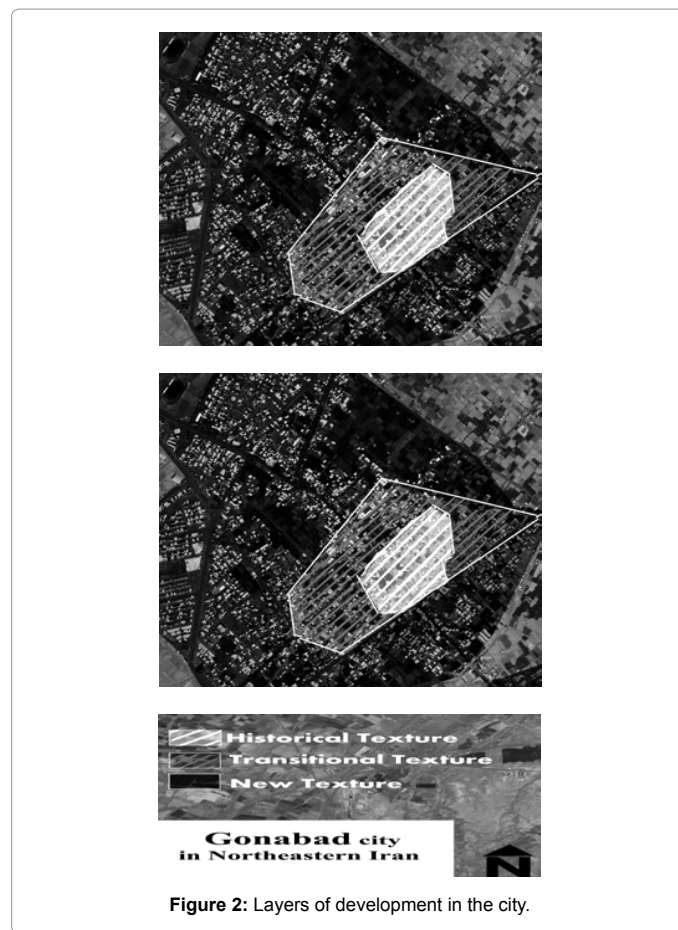 Historical Texture
Transitional Texture
New Texture
Gonabad city
in Northeastern Iran
N
Figure 2: Layers of development in the city.